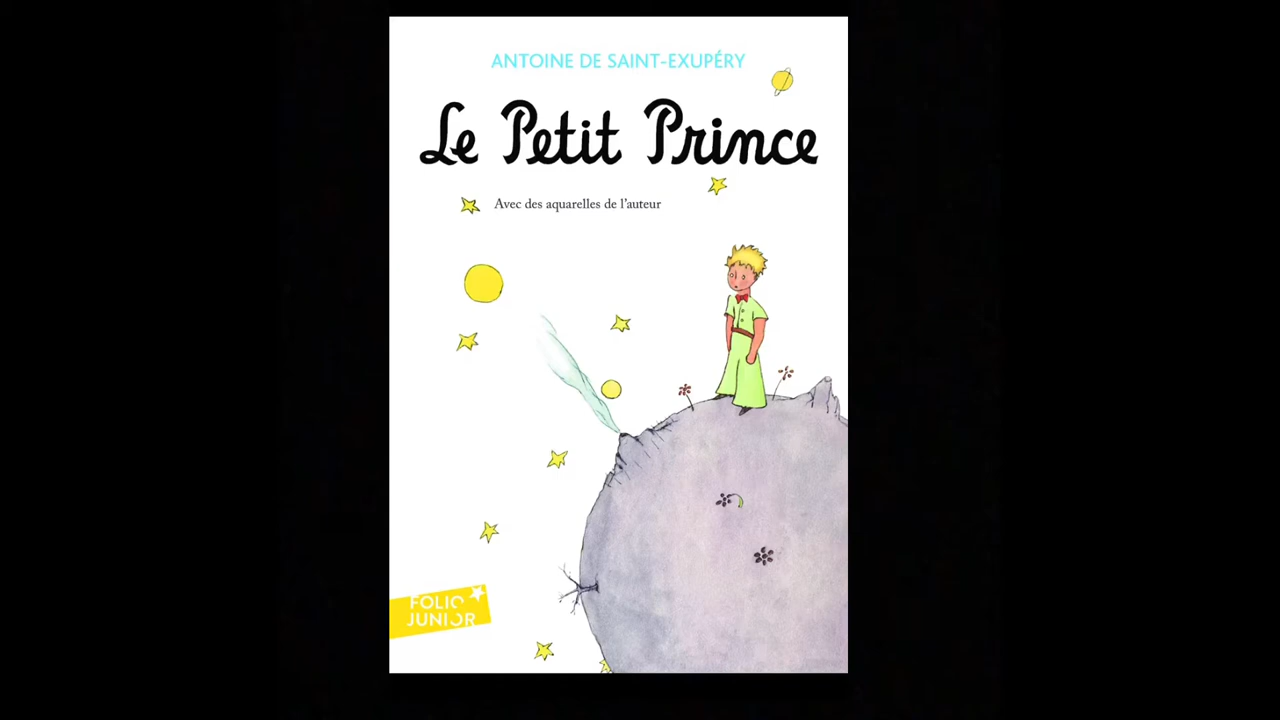 ANTOINE DE SAINT-EXUPÉRY
Le Petit Prince
Avec des aquarelles de l'auteur
FOLIO
JUNIOR